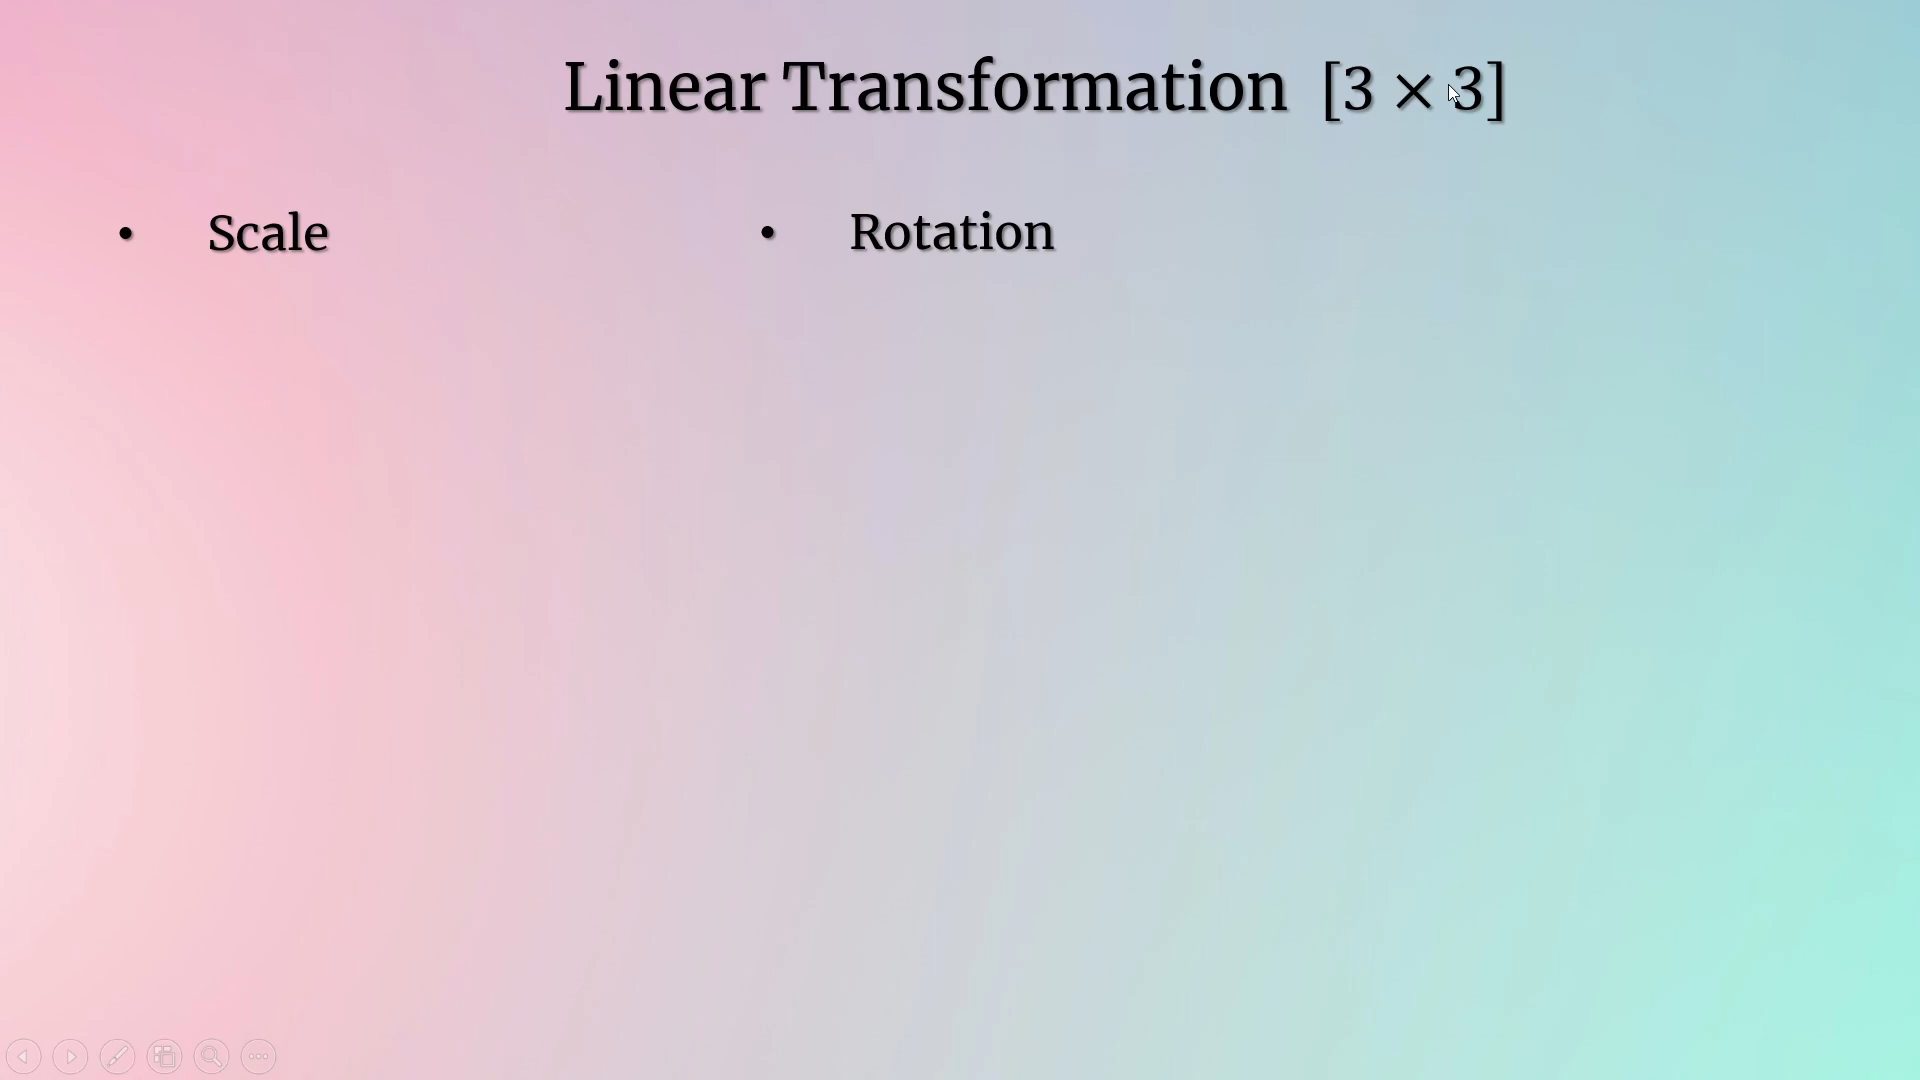 Linear Transformation [3 × 3]
• Scale
• Rotation